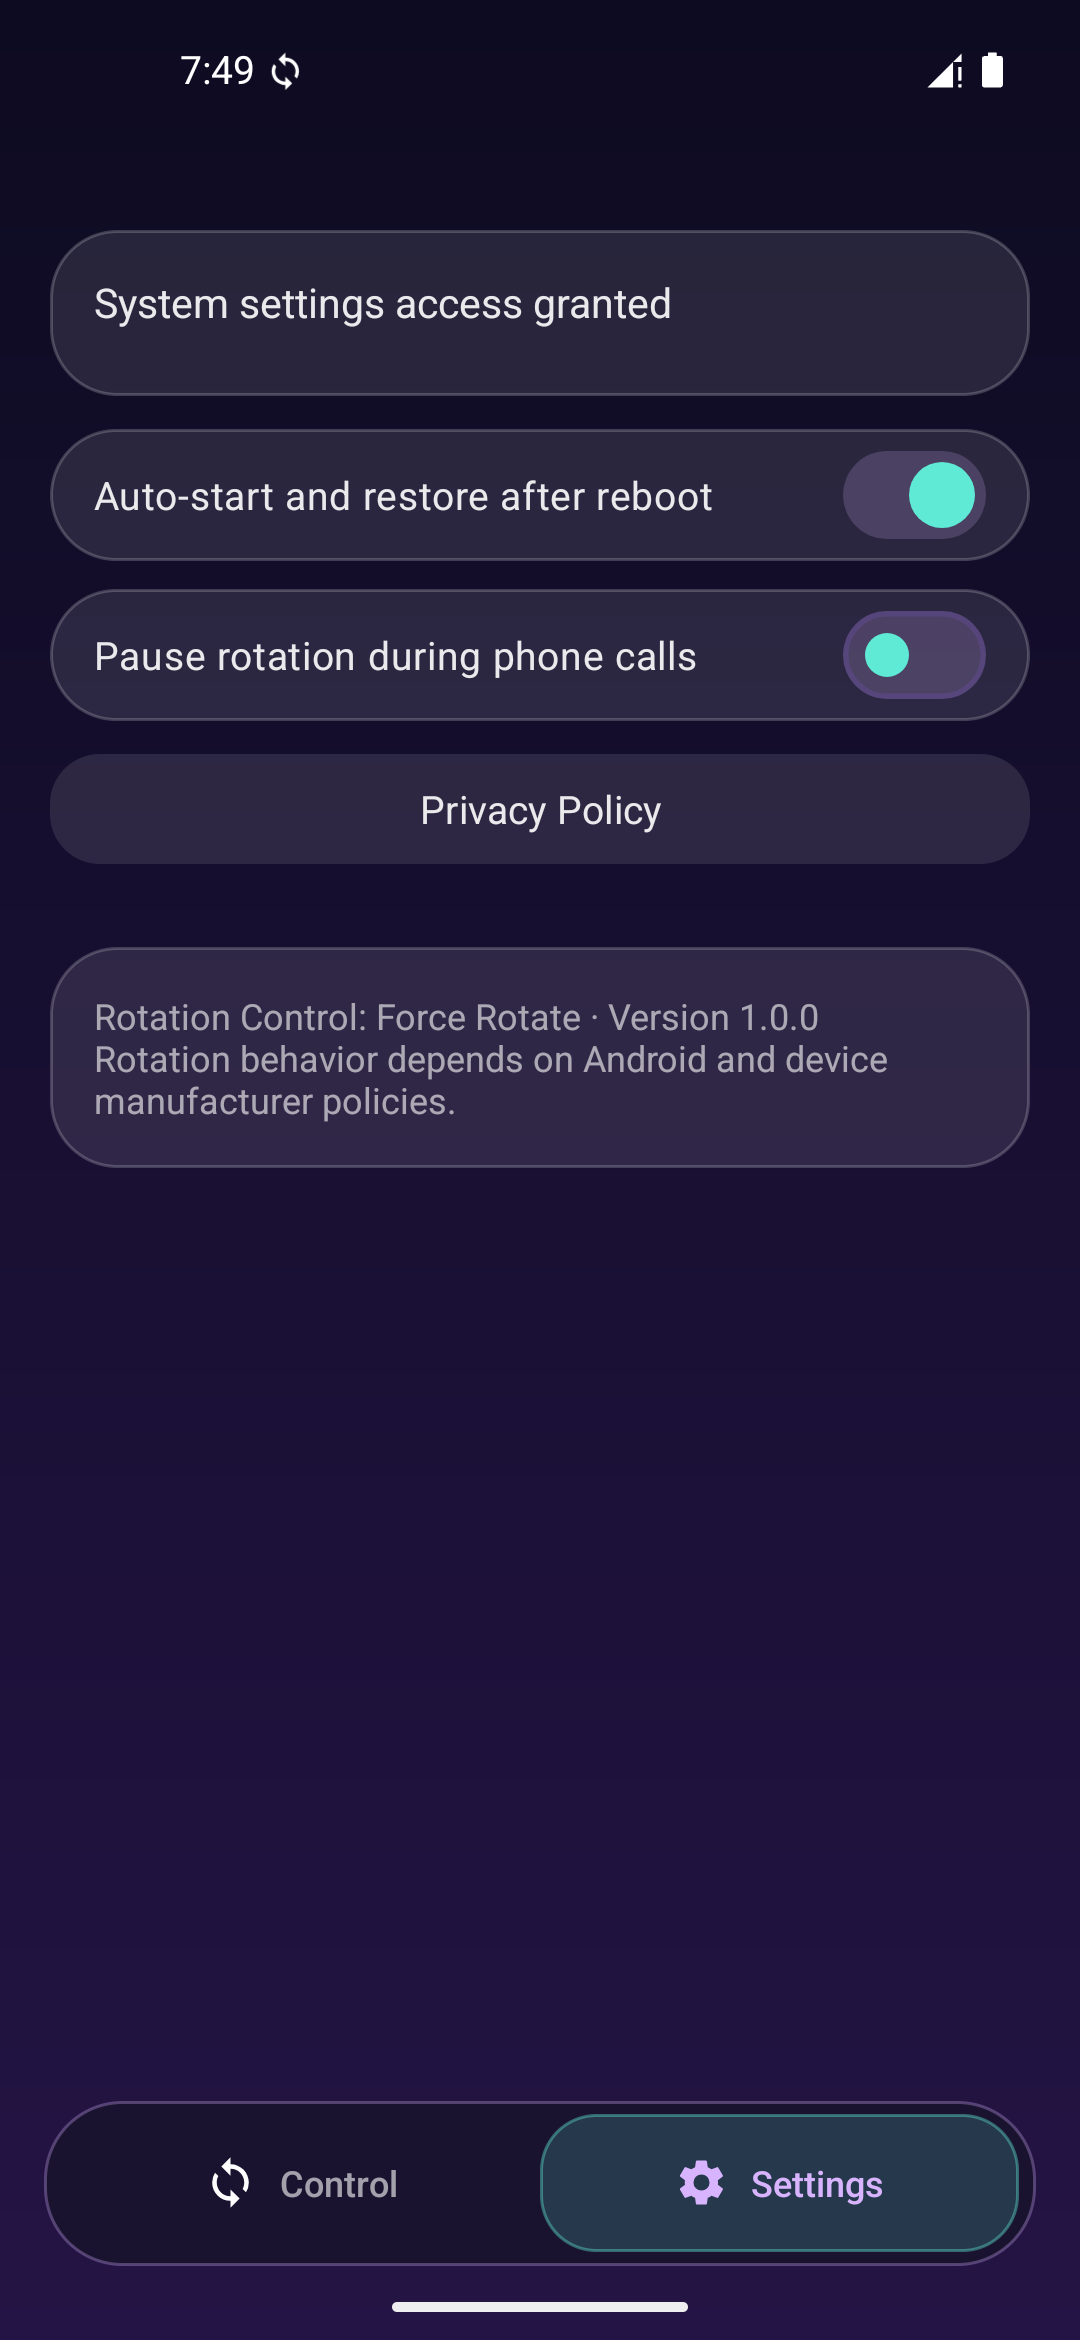 7:49
System settings access granted
Auto-start and restore after reboot
Pause rotation during phone calls
Privacy Policy
Rotation Control: Force Rotate · Version 1.0.0
Rotation behavior depends on Android and device
manufacturer policies.
Control
Settings